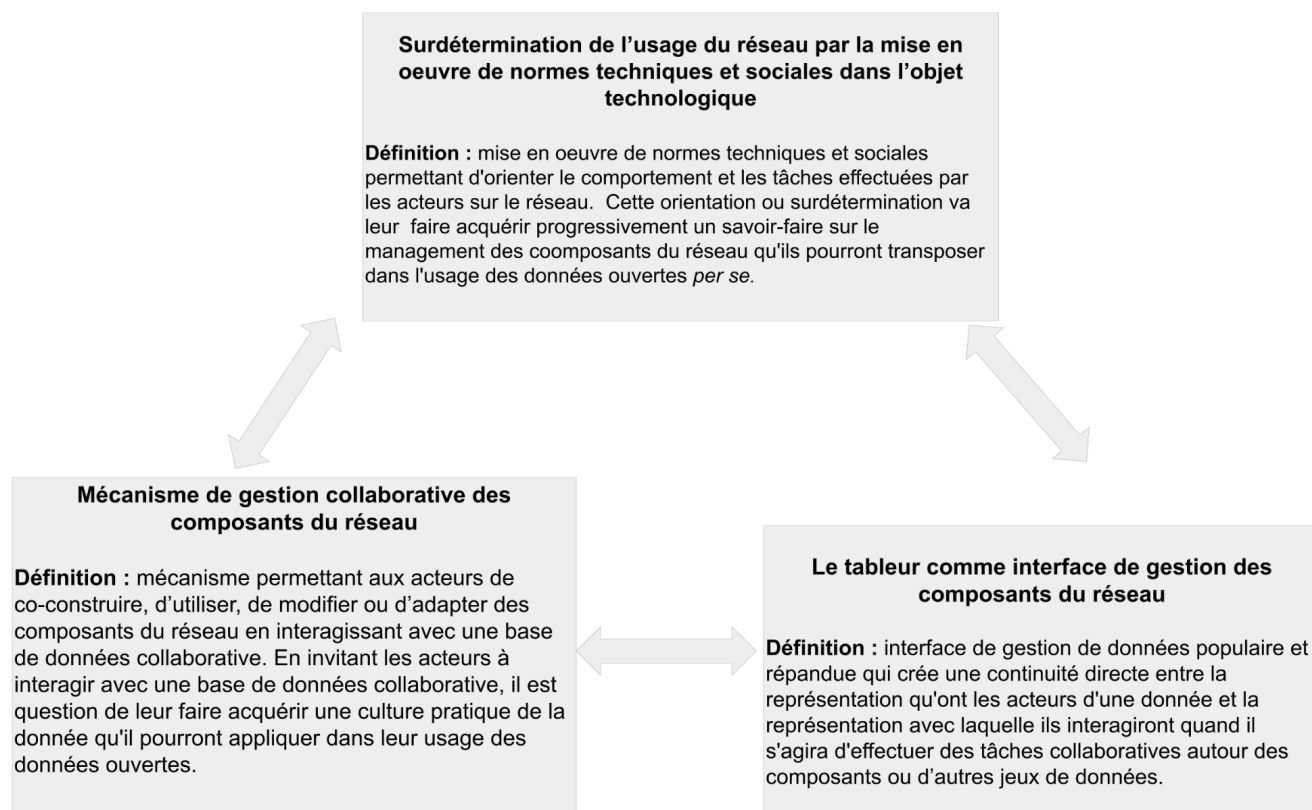 Surdétermination de l’usage du réseau par la mise en
oeuvre de normes techniques et sociales dans l’objet
technologique
Définition : mise en oeuvre de normes techniques et sociales
permettant d'orienter le comportement et les tâches effectuées par
les acteurs sur le réseau.  Cette orientation ou surdétermination va
leur  faire acquérir progressivement un savoir-faire sur le
management des coomposants du réseau qu'ils pourront transposer
dans l'usage des données ouvertes per se.
Mécanisme de gestion collaborative des
composants du réseau
Définition : mécanisme permettant aux acteurs de
co-construire, d’utiliser, de modifier ou d’adapter des
composants du réseau en interagissant avec une base
de données collaborative. En invitant les acteurs à
interagir avec une base de données collaborative, il est
question de leur faire acquérir une culture pratique de la
donnée qu'il pourront appliquer dans leur usage des
données ouvertes.
Le tableur comme interface de gestion des
composants du réseau
Définition : interface de gestion de données populaire et
répandue qui crée une continuité directe entre la
représentation qu'ont les acteurs d'une donnée et la
représentation avec laquelle ils interagiront quand il
s'agira d'effectuer des tâches collaboratives autour des
composants ou d’autres jeux de données.